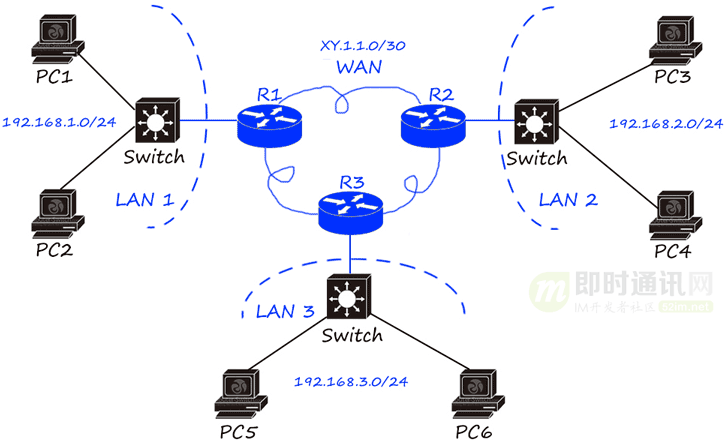 XY.1.1.0/30
WAN
PC1
PC3
R1
R2
192.168.1.0/24
192.168.2.0/24
Switch
Switch
R3
LAN 1
LAN 2
PC2
PC4
即时通讯网
IM开发者社区 52im.net
LAN 3
Switch
192.168.3.0/24
PC5
PC6